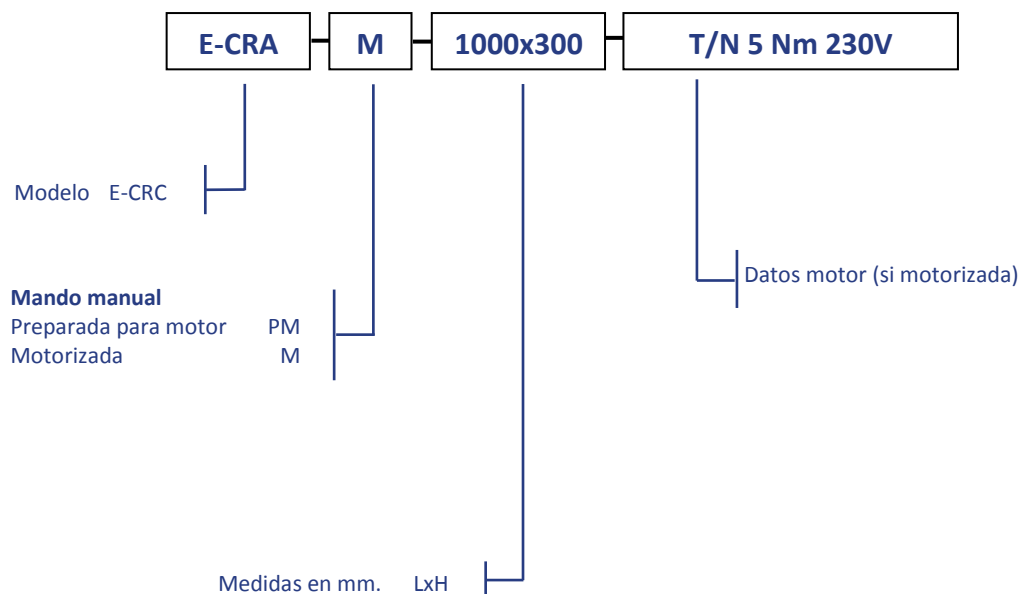 E-CRA M 1000x300 T/N 5 Nm 230V
Modelo E-CRC
Datos motor (si motorizada)
Mando manual
Preparada para motor PM
Motorizada M
Medidas en mm. LxH